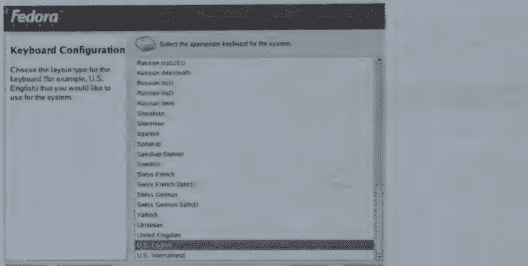 Fedora
Keyboard Configuration
Choose the layout type for the
keyboard (for example, U.S.
English) that you would like to
use for the system.
Select the appropriate keyboard for the system.
Russian (cp1251)
Russian (Microsoft)
Russian (ru1)
Russian (ru2)
Russian (win)
Slovakian
Slovenian
Spanish
Speakup
Speakup (laptop)
Swedish
Swiss French
Swiss French (latin1)
Swiss German
Swiss German (latin1)
Turkish
Ukrainian
United Kingdom
U.S. English
U.S. International